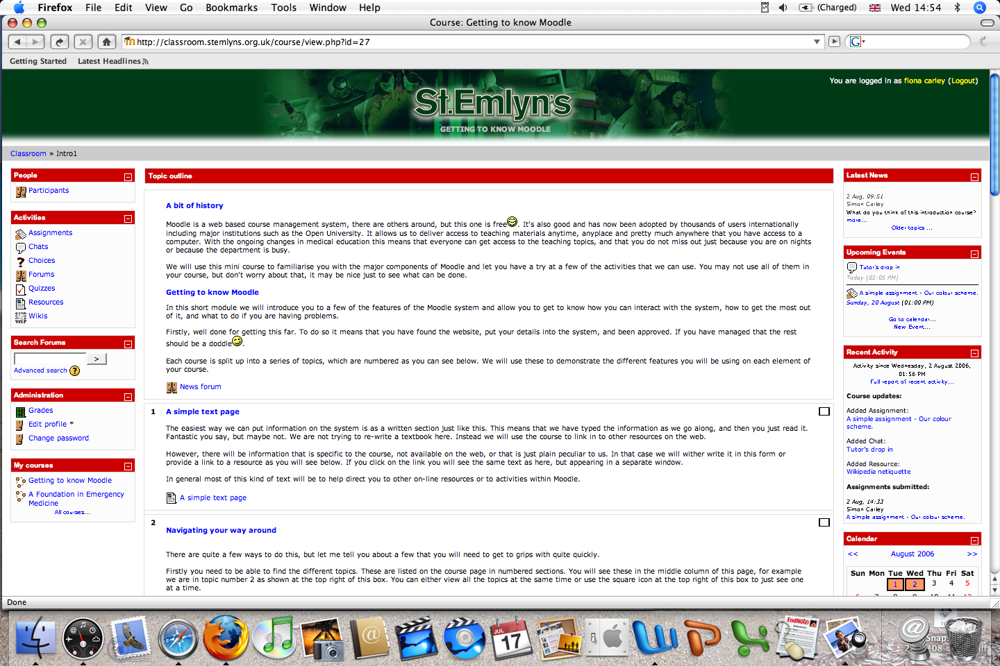 Firefox File Edit View Go Bookmarks Tools Window Help (Charged) Wed 14:54
Course: Getting to know Moodle
http://classroom.stemlyns.org.uk/course/view.php?id=27
G
Getting Started Latest Headlines
You are logged in as fiona carley (Logout)
St.Emlyn's
GETTING TO KNOW MOODLE
Classroom » Intro1
People
Participants
Activities
Assignments
Chats
Choices
Forums
Quizzes
Resources
Wikis
Search Forums
>
Advanced search ?
Administration
Grades
Edit profile *
Change password
My courses
Getting to know Moodle
A Foundation in Emergency
Medicine
All courses...
Topic outline
A bit of history
Moodle is a web based course management system, there are others around, but this one is free. It's also good and has now been adopted by thousands of users internationally
including major institutions such as the Open University. It allows us to deliver access to teaching materials anytime, anyplace and pretty much anywhere that you have access to a
computer. With the ongoing changes in medical education this means that everyone can get access to the teaching topics, and that you do not miss out just because you are on nights
or because the department is busy.
We will use this mini course to familiarise you with the major components of Moodle and let you have a try at a few of the activities that we can use. You may not use all of them in
your course, but don't worry about that, it may be nice just to see what can be done.
Getting to know Moodle
In this short module we will introduce you to a few of the features of the Moodle system and allow you to get to know how you can interact with the system, how to get the most out
of it, and what to do if you are having problems.
Firstly, well done for getting this far. To do so it means that you have found the website, put your details into the system, and been approved. If you have managed that the rest
should be a doddle.
Each course is split up into a series of topics, which are numbered as you can see below. We will use these to demonstrate the different features you will be using on each element of
your course.
News forum
1 A simple text page
The easiest way we can put information on the system is as a written section just like this. This means that we have typed the information as we go along, and then you just read it.
Fantastic you say, but maybe not. We are not trying to re-write a textbook here. Instead we will use the course to link in to other resources on the web.
However, there will be information that is specific to the course, not available on the web, or that is just plain peculiar to us. In that case we will wither write it in this form or
provide a link to a resource as you will see below. If you click on the link you will see the same text as here, but appearing in a separate window.
In general most of this kind of text will be to help direct you to other on-line resources or to activities within Moodle.
A simple text page
2 Navigating your way around
There are quite a few ways to do this, but let me tell you about a few that you will need to get to grips with quite quickly.
Firstly you need to be able to find the different topics. These are listed on the course page in numbered sections. You will see these in the middle column of this page, for example
we are in topic number 2 as shown at the top right of this box. You can either view all the topics at the same time or use the square icon at the top right of this box to just see one
at a time.
Latest News
2 Aug, 09:51
Simon Carley
What do you think of this introduction course?
more...
Older topics ...
Upcoming Events
Tutor's drop in
Today (02:05 PM)
A simple assignment - Our colour scheme.
Sunday, 20 August (01:00 PM)
Go to calendar...
New Event...
Recent Activity
Activity since Wednesday, 2 August 2006,
01:56 PM
Full report of recent activity...
Course updates:
Added Assignment:
A simple assignment - Our colour
scheme.
Added Chat:
Tutor's drop in
Added Resource:
Wikipedia netiquette
Assignments submitted:
2 Aug, 14:33
Simon Carley
A simple assignment - Our colour scheme.
Calendar
<< August 2006 >>
Sun Mon Tue Wed Thu Fri Sat
1 2 3 4 5
6 7 8 9 10 11 12
Done
JUL
17
EndNote